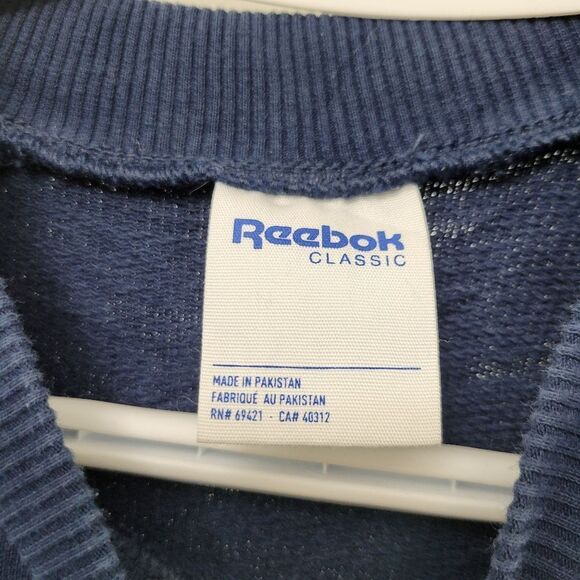 Reebok
CLASSIC
MADE IN PAKISTAN
FABRIQUÉ AU PAKISTAN
RN# 69421 - CA# 40312